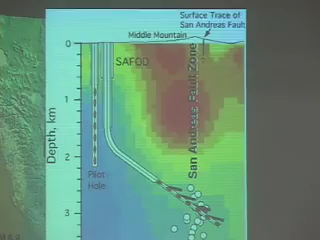 Surface Trace of
San Andreas Fault
Middle Mountain
0
SAFOD
1
2
3
Depth, km
Pilot
Hole
San Andreas Fault Zone